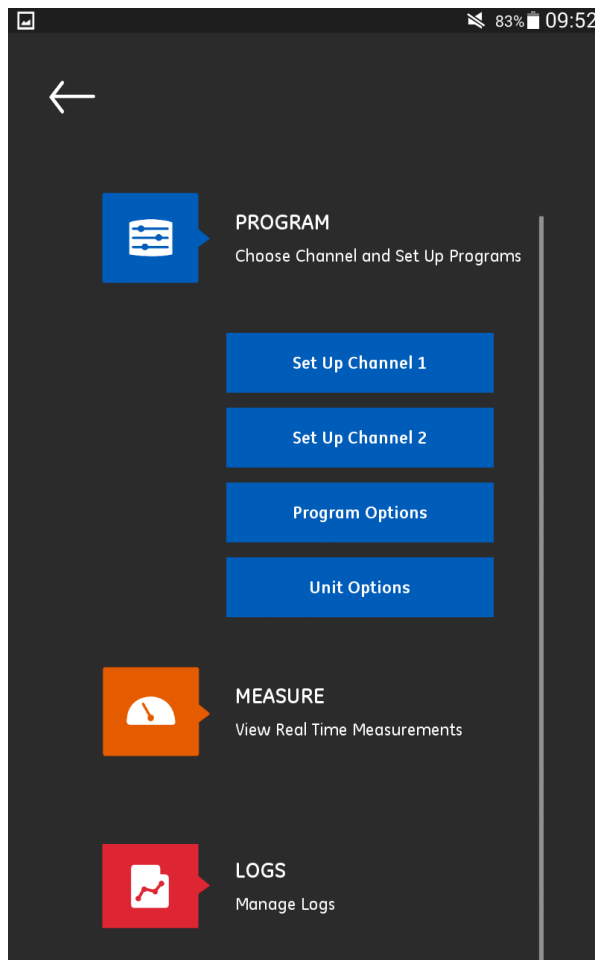 83% 09:52
PROGRAM
Choose Channel and Set Up Programs
Set Up Channel 1
Set Up Channel 2
Program Options
Unit Options
MEASURE
View Real Time Measurements
LOGS
Manage Logs